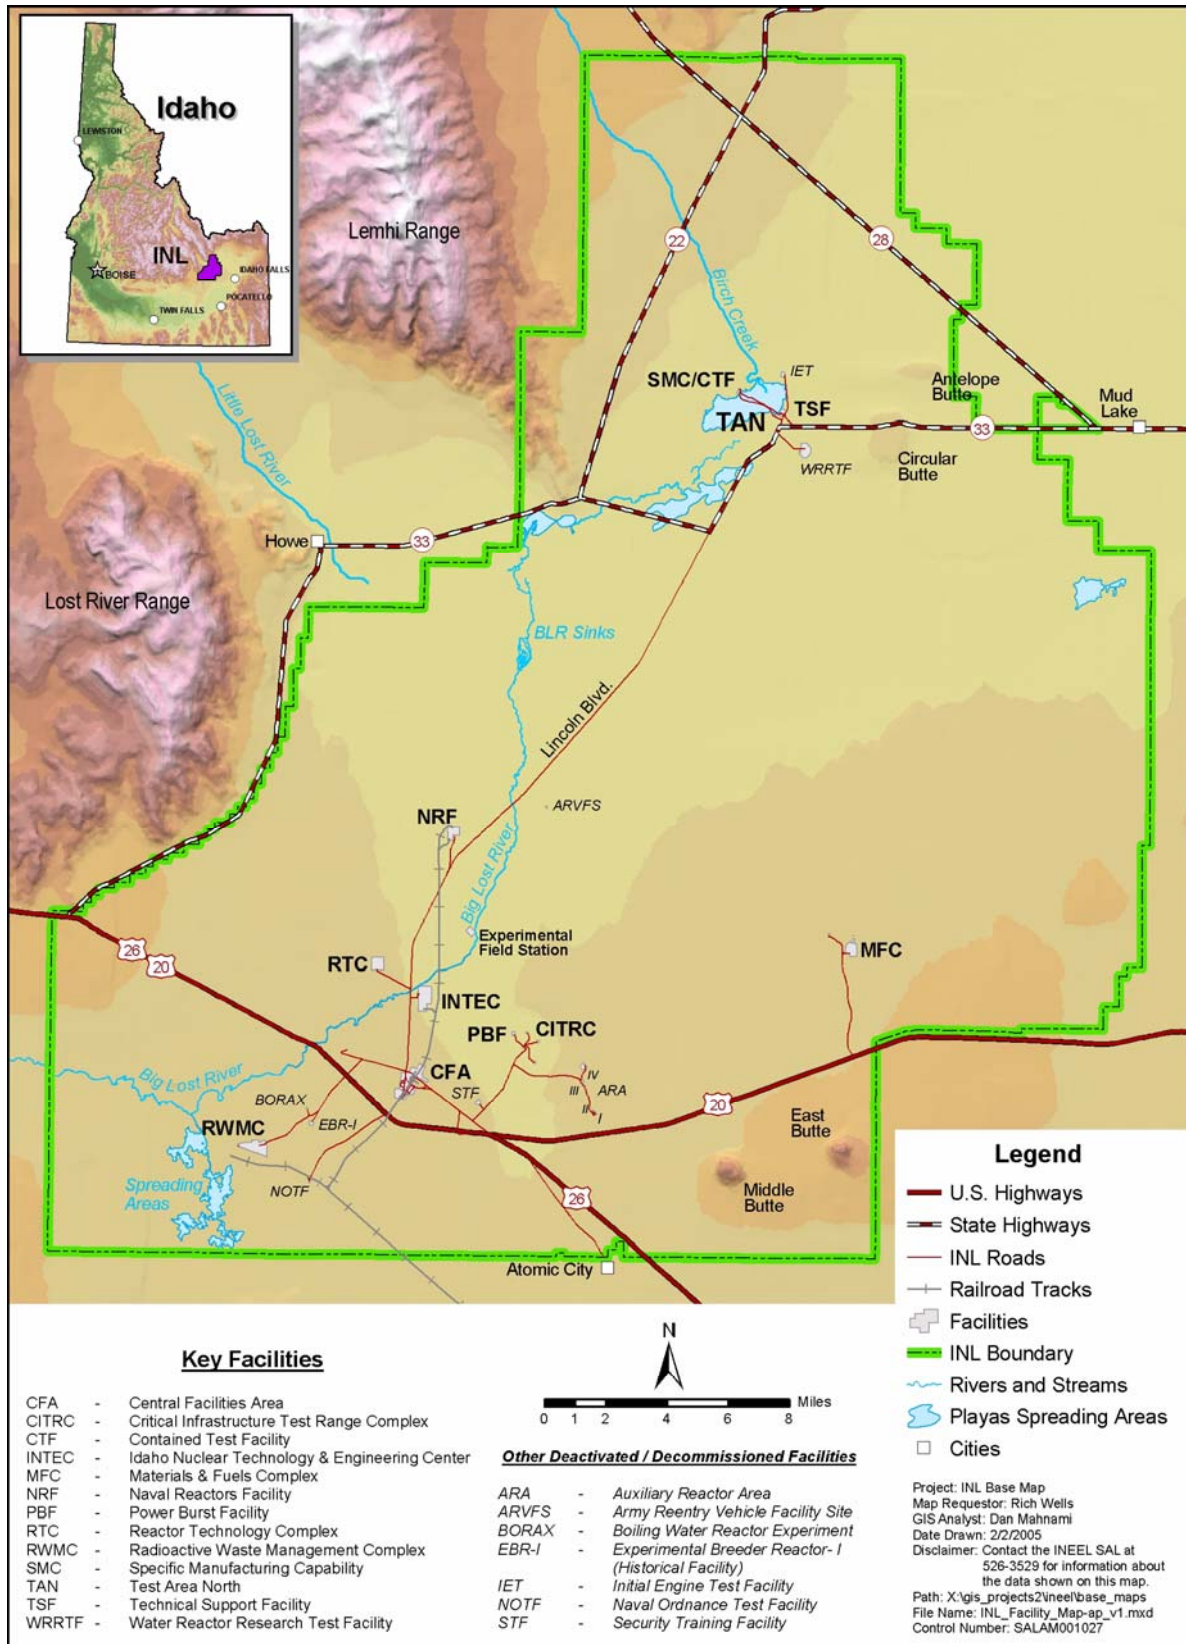 Idaho
LEWISTON
INL
BOISE
IDAHO FALLS
POCATELLO
TWIN FALLS
Lemhi Range
22
28
Birch Creek
Little Lost River
SMC/CTF
IET
TAN
TSF
Antelope
Butte
Mud
Lake
33
WRRTF
Circular
Butte
Howe
33
Lost River Range
BLR Sinks
Lincoln Blvd.
ARVFS
NRF
Big Lost River
Experimental
Field Station
26
20
RTC
MFC
INTEC
PBF
CITRC
Big Lost River
CFA
STF
IV
III
ARA
II
I
BORAX
EBR-I
RWMC
20
East
Butte
Spreading
Areas
NOTF
26
Middle
Butte
Atomic City
Legend
U.S. Highways
State Highways
INL Roads
Railroad Tracks
Facilities
INL Boundary
Rivers and Streams
Playas Spreading Areas
Cities
N
Miles
0 1 2 4 6 8
Key Facilities
CFA - Central Facilities Area
CITRC - Critical Infrastructure Test Range Complex
CTF - Contained Test Facility
INTEC - Idaho Nuclear Technology & Engineering Center
MFC - Materials & Fuels Complex
NRF - Naval Reactors Facility
PBF - Power Burst Facility
RTC - Reactor Technology Complex
RWMC - Radioactive Waste Management Complex
SMC - Specific Manufacturing Capability
TAN - Test Area North
TSF - Technical Support Facility
WRRTF - Water Reactor Research Test Facility
Other Deactivated / Decommissioned Facilities
ARA - Auxiliary Reactor Area
ARVFS - Army Reentry Vehicle Facility Site
BORAX - Boiling Water Reactor Experiment
EBR-I - Experimental Breeder Reactor- I
(Historical Facility)
IET - Initial Engine Test Facility
NOTF - Naval Ordnance Test Facility
STF - Security Training Facility
Project: INL Base Map
Map Requestor: Rich Wells
GIS Analyst: Dan Mahnami
Date Drawn: 2/2/2005
Disclaimer: Contact the INEEL SAL at
526-3529 for information about
the data shown on this map.
Path: X:\gis_projects2\ineel\base_maps
File Name: INL_Facility_Map-ap_v1.mxd
Control Number: SALAM001027